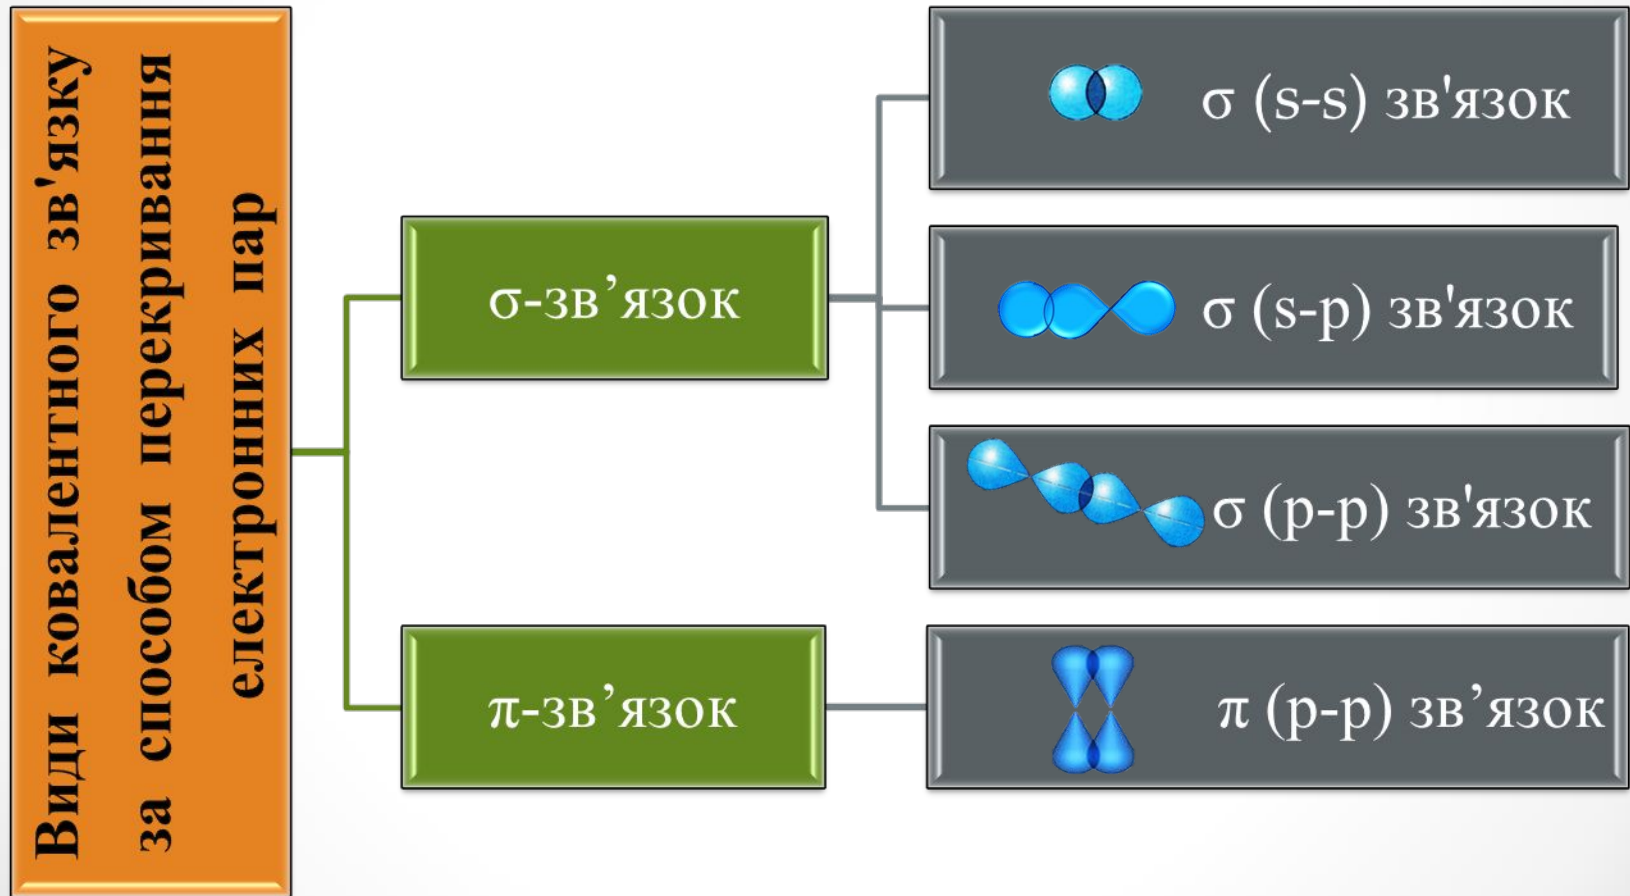 Види ковалентного зв'язку
за способом перекривання
електронних пар
σ-зв’язок
π-зв’язок
σ (s-s) зв'язок
σ (s-p) зв'язок
σ (p-p) зв'язок
π (p-p) зв’язок